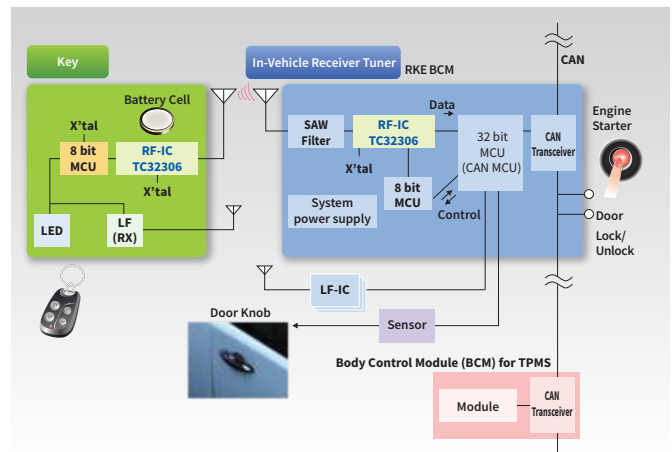 Key
In-Vehicle Receiver Tuner
RKE BCM
CAN
Battery Cell
X'tal
8 bit
MCU
RF-IC
TC32306
X'tal
LED
LF
(RX)
SAW
Filter
RF-IC
TC32306
X'tal
8 bit
MCU
Data
32 bit
MCU
(CAN MCU)
Control
System
power supply
CAN
Transceiver
Engine
Starter
Door
Lock/
Unlock
LF-IC
Door Knob
Sensor
Body Control Module (BCM) for TPMS
Module
CAN
Transceiver